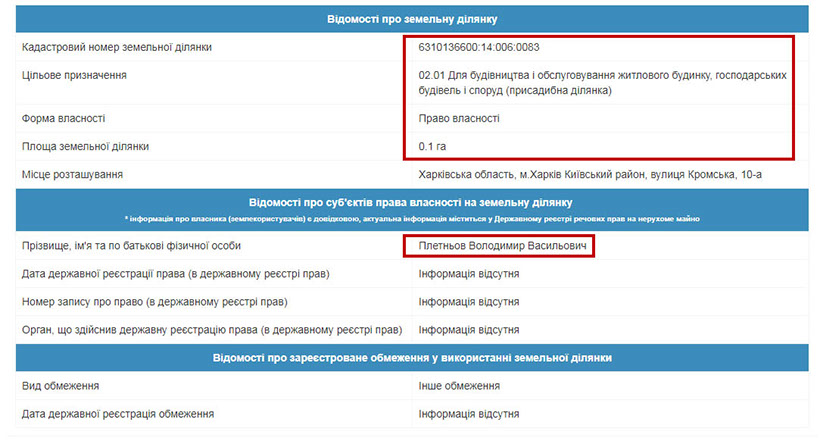 Відомості про земельну ділянку
Кадастровий номер земельної ділянки 6310136600:14:006:0083
Цільове призначення 02.01 Для будівництва і обслуговування житлового будинку, господарських
будівель і споруд (присадибна ділянка)
Форма власності Право власності
Площа земельної ділянки 0.1 га
Місце розташування Харківська область, м.Харків Київський район, вулиця Кромська, 10-а
Відомості про суб'єктів права власності на земельну ділянку
* інформація про власника (землекористувачів) є довідковою, актуальна інформація міститься у Державному реєстрі речових прав на нерухоме майно
Прізвище, ім'я та по батькові фізичної особи Плетньов Володимир Васильович
Дата державної реєстрації права (в державному реєстрі прав) Інформація відсутня
Номер запису про право (в державному реєстрі прав) Інформація відсутня
Орган, що здійснив державну реєстрацію права (в державному реєстрі прав) Інформація відсутня
Відомості про зареєстроване обмеження у використанні земельної ділянки
Вид обмеження Інше обмеження
Дата державної реєстрація обмеження Інформація відсутня